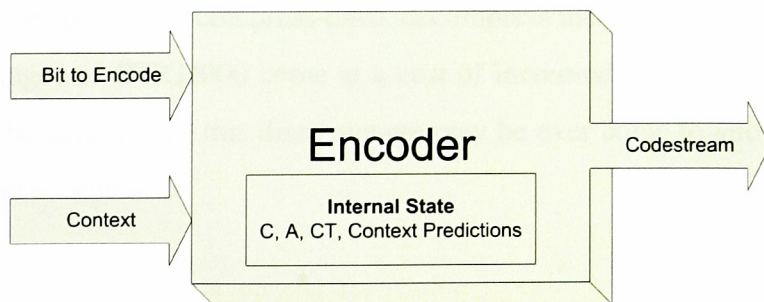 Bit to Encode
Encoder
Codestream
Context
Internal State
C, A, CT, Context Predictions